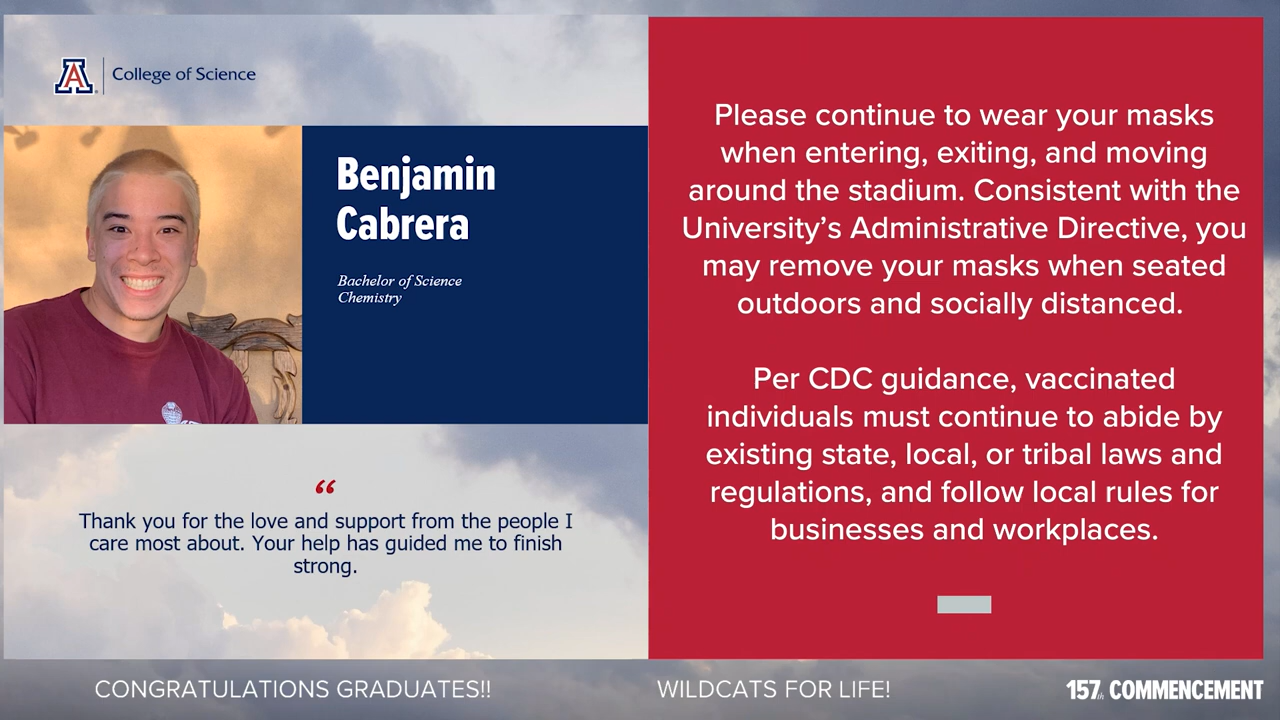 A
College of Science
Benjamin
Cabrera
Bachelor of Science
Chemistry
“
Thank you for the love and support from the people I
care most about. Your help has guided me to finish
strong.
Please continue to wear your masks
when entering, exiting, and moving
around the stadium. Consistent with the
University’s Administrative Directive, you
may remove your masks when seated
outdoors and socially distanced.
Per CDC guidance, vaccinated
individuals must continue to abide by
existing state, local, or tribal laws and
regulations, and follow local rules for
businesses and workplaces.
CONGRATULATIONS GRADUATES!!
WILDCATS FOR LIFE!
157th COMMENCEMENT